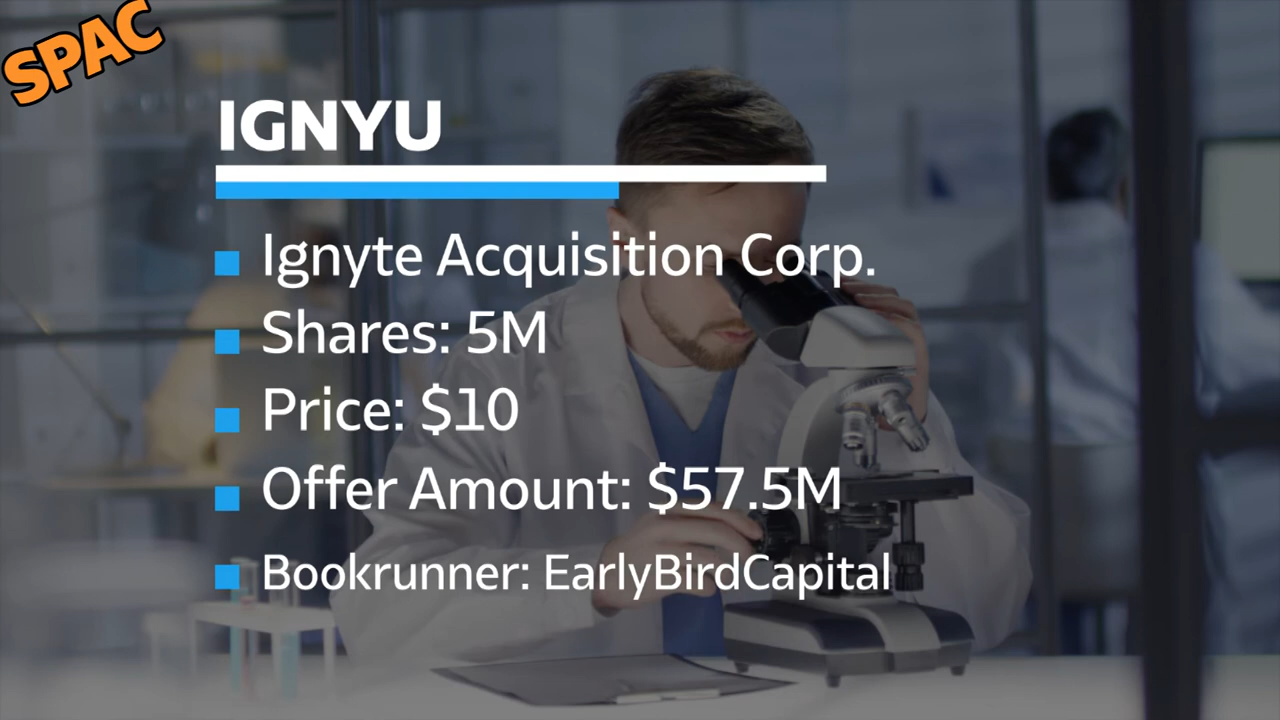 SPAC
IGNYU
Ignyte Acquisition Corp.
Shares: 5M
Price: $10
Offer Amount: $57.5M
Bookrunner: EarlyBirdCapital